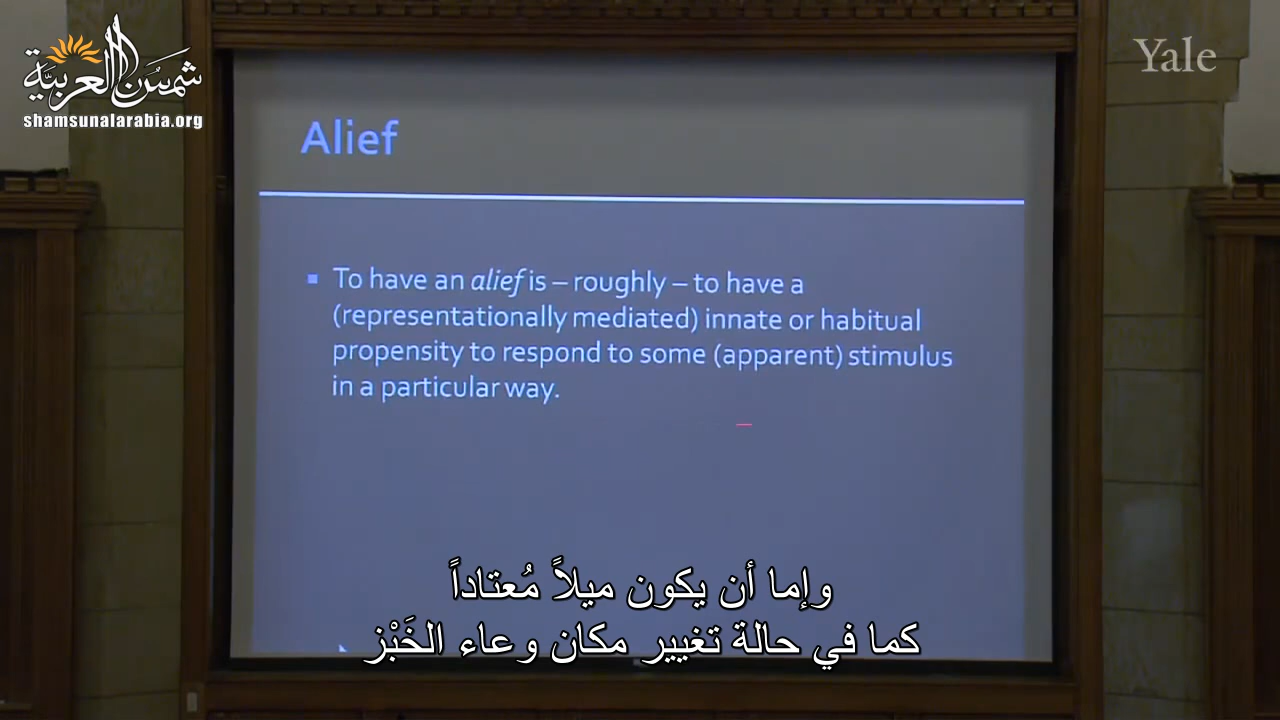 شمسُنا العربيّة
shamsunalarabia.org
Yale
Alief
▪ To have an alief is – roughly – to have a
(representationally mediated) innate or habitual
propensity to respond to some (apparent) stimulus
in a particular way.
وإما أن يكون ميلاً مُعتاداً
كما في حالة تغيير مكان وعاء الخَبْز